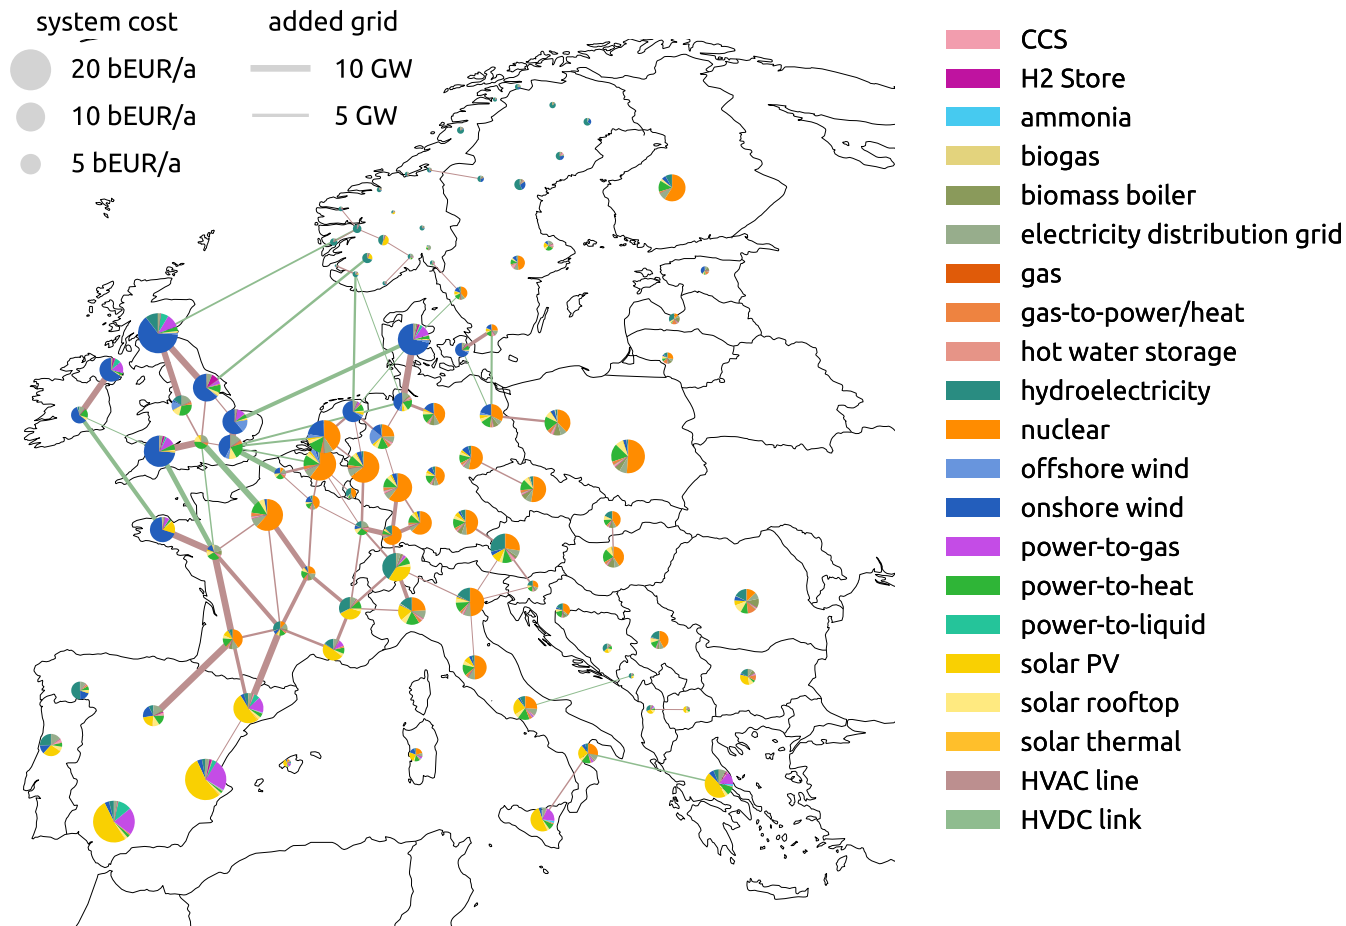 system cost
20 bEUR/a
10 bEUR/a
5 bEUR/a
added grid
10 GW
5 GW
CCS
H2 Store
ammonia
biogas
biomass boiler
electricity distribution grid
gas
gas-to-power/heat
hot water storage
hydroelectricity
nuclear
offshore wind
onshore wind
power-to-gas
power-to-heat
power-to-liquid
solar PV
solar rooftop
solar thermal
HVAC line
HVDC link